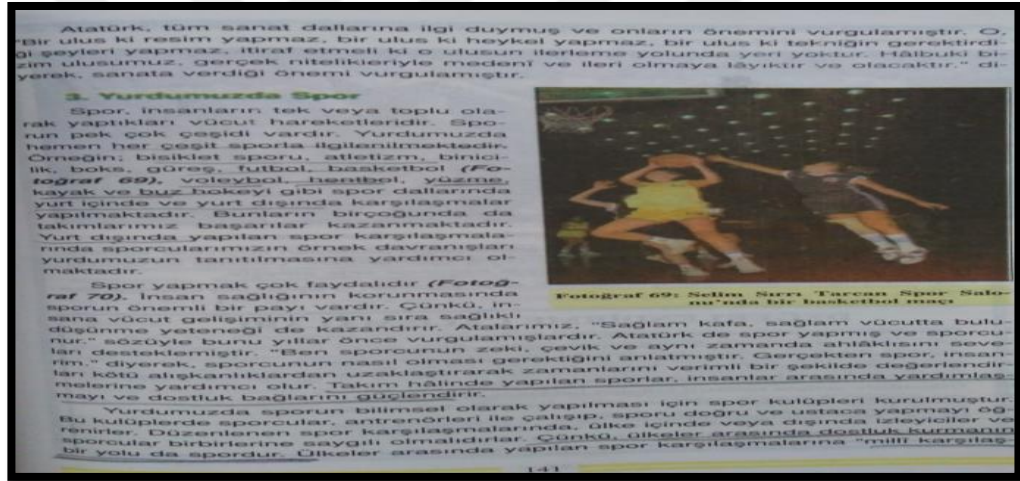 Atatürk, tüm sanat dallarına ilgi duymuş ve onların önemini vurgulamıştır. O,
"Bir ulus ki resim yapmaz, bir ulus ki heykel yapmaz, bir ulus ki tekniğin gerektirdi-
ği şeyleri yapmaz, itiraf etmeli ki o ulusun ilerleme yolunda yeri yoktur. Hâlbuki bi-
zim ulusumuz, gerçek nitelikleriyle medenî ve ileri olmaya lâyıktır ve olacaktır." di-
yerek, sanata verdiği önemi vurgulamıştır.
3. Yurdumuzda Spor
Spor, insanların tek veya toplu ola-
rak yaptıkları vücut hareketleridir. Spo-
run pek çok çeşidi vardır. Yurdumuzda
hemen her çeşit sporla ilgilenilmektedir.
Örneğin; bisiklet sporu, atletizm, binici-
lik, boks, güreş, futbol, basketbol (Fo-
toğraf 69), voleybol, hentbol, yüzme,
kayak ve buz hokeyi gibi spor dallarında
yurt içinde ve yurt dışında karşılaşmalar
yapılmaktadır. Bunların birçoğunda da
takımlarımız başarılar kazanmaktadır.
Yurt dışında yapılan spor karşılaşmala-
rında sporcularımızın örnek davranışları
yurdumuzun tanıtılmasına yardımcı ol-
maktadır.
Spor yapmak çok faydalıdır (Fotoğ-
raf 70). İnsan sağlığının korunmasında
sporun önemli bir payı vardır. Çünkü, in-
sana vücut gelişiminin yanı sıra sağlıklı
düşünme yeteneği de kazandırır. Atalarımız, "Sağlam kafa, sağlam vücutta bulu-
nur." sözüyle bunu yıllar önce vurgulamışlardır. Atatürk de spor yapmış ve sporcu-
ları desteklemiştir. "Ben sporcunun zeki, çevik ve aynı zamanda ahlâklısını seve-
rim." diyerek, sporcunun nasıl olması gerektiğini anlatmıştır. Gerçekten spor, insan-
ları kötü alışkanlıklardan uzaklaştırarak zamanlarını verimli bir şekilde değerlendir-
melerine yardımcı olur. Takım hâlinde yapılan sporlar, insanlar arasında yardımlaş-
mayı ve dostluk bağlarını güçlendirir.
Yurdumuzda sporun bilimsel olarak yapılması için spor kulüpleri kurulmuştur.
Bu kulüplerde sporcular, antrenörleri ile çalışıp, sporu doğru ve ustaca yapmayı öğ-
renirler. Düzenlenen spor karşılaşmalarında, ülke içinde veya dışında izleyiciler ve
sporcular birbirlerine saygılı olmalıdırlar. Çünkü, ülkeler arasında dostluk kurmanın
bir yolu da spordur. Ülkeler arasında yapılan spor karşılaşmalarına "millî karşılaş-
Fotoğraf 69: Selim Sırrı Tarcan Spor Salo-
nu'nda bir basketbol maçı
141